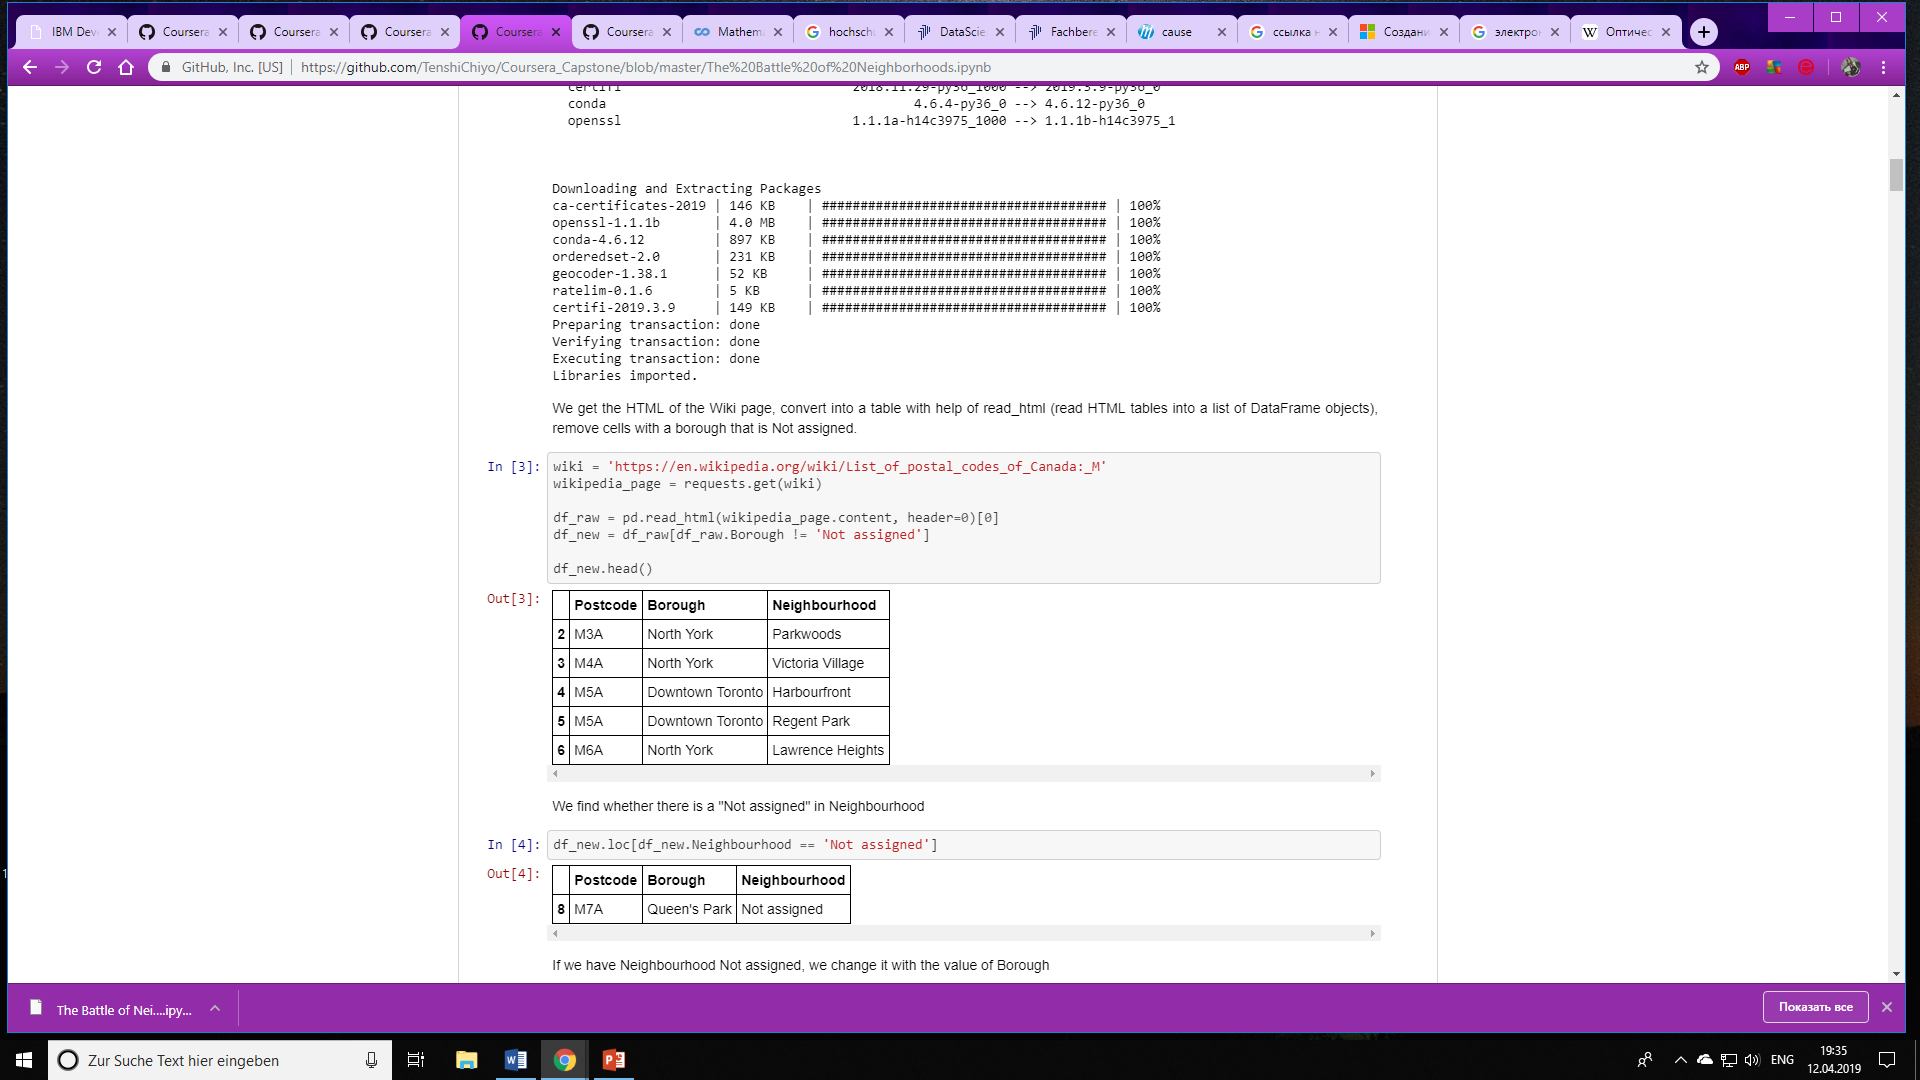 IBM Dev
Coursera
Coursera
Coursera
Coursera
Coursera
Mathem
hochsch
DataScie
Fachbere
cause
ссылка н
Создани
электро
Оптичес
GitHub, Inc. [US] | https://github.com/TenshiChiyo/Coursera_Capstone/blob/master/The%20Battle%20of%20Neighborhoods.ipynb
ABP
certifi 2018.11.29-py36_1000 --> 2019.3.9-py36_0
conda 4.6.4-py36_0 --> 4.6.12-py36_0
openssl 1.1.1a-h14c3975_1000 --> 1.1.1b-h14c3975_1
Downloading and Extracting Packages
ca-certificates-2019 | 146 KB | ##################################### | 100%
openssl-1.1.1b | 4.0 MB | ##################################### | 100%
conda-4.6.12 | 897 KB | ##################################### | 100%
orderedset-2.0 | 231 KB | ##################################### | 100%
geocoder-1.38.1 | 52 KB | ##################################### | 100%
ratelim-0.1.6 | 5 KB | ##################################### | 100%
certifi-2019.3.9 | 149 KB | ##################################### | 100%
Preparing transaction: done
Verifying transaction: done
Executing transaction: done
Libraries imported.
We get the HTML of the Wiki page, convert into a table with help of read_html (read HTML tables into a list of DataFrame objects),
remove cells with a borough that is Not assigned.
In [3]: wiki = 'https://en.wikipedia.org/wiki/List_of_postal_codes_of_Canada:_M'
wikipedia_page = requests.get(wiki)
df_raw = pd.read_html(wikipedia_page.content, header=0)[0]
df_new = df_raw[df_raw.Borough != 'Not assigned']
df_new.head()
Out[3]:
Postcode Borough Neighbourhood
2 M3A North York Parkwoods
3 M4A North York Victoria Village
4 M5A Downtown Toronto Harbourfront
5 M5A Downtown Toronto Regent Park
6 M6A North York Lawrence Heights
We find whether there is a "Not assigned" in Neighbourhood
In [4]: df_new.loc[df_new.Neighbourhood == 'Not assigned']
Out[4]:
Postcode Borough Neighbourhood
8 M7A Queen's Park Not assigned
If we have Neighbourhood Not assigned, we change it with the value of Borough
The Battle of Nei....ipy...
Показать все
Zur Suche Text hier eingeben
ENG
19:35
12.04.2019